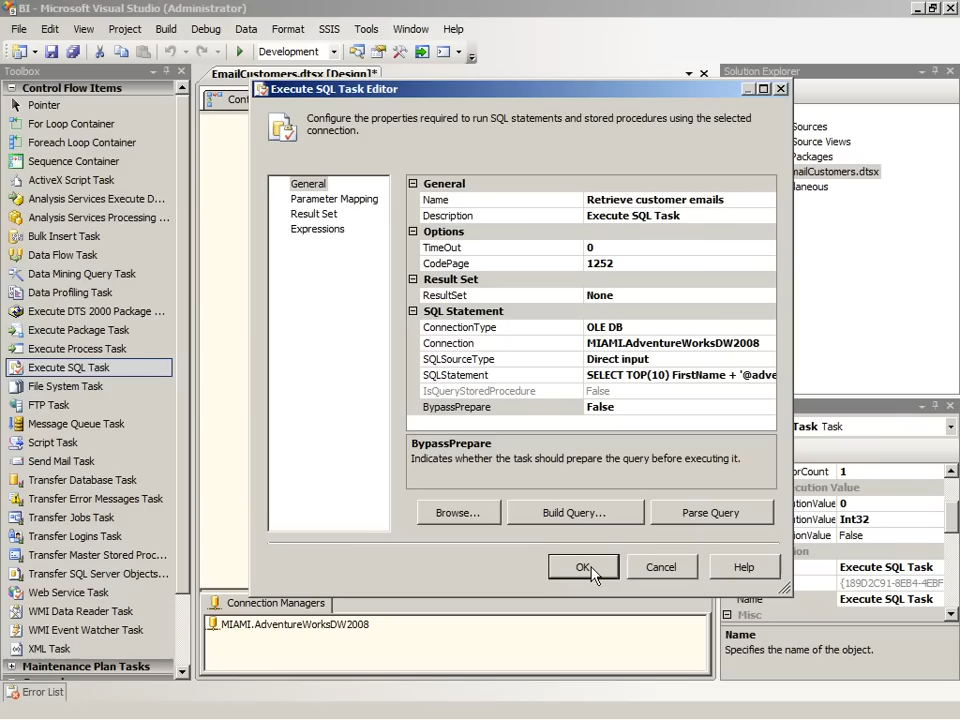 BI - Microsoft Visual Studio (Administrator)
File Edit View Project Build Debug Data Format SSIS Tools Window Help
Development
Toolbox
Control Flow Items
Pointer
For Loop Container
Foreach Loop Container
Sequence Container
ActiveX Script Task
Analysis Services Execute D...
Analysis Services Processing ...
Bulk Insert Task
Data Flow Task
Data Mining Query Task
Data Profiling Task
Execute DTS 2000 Package ...
Execute Package Task
Execute Process Task
Execute SQL Task
File System Task
FTP Task
Message Queue Task
Script Task
Send Mail Task
Transfer Database Task
Transfer Error Messages Task
Transfer Jobs Task
Transfer Logins Task
Transfer Master Stored Proc...
Transfer SQL Server Objects...
Web Service Task
WMI Data Reader Task
WMI Event Watcher Task
XML Task
Maintenance Plan Tasks
Error List
EmailCustomers.dtsx [Design]*
Cont
Execute SQL Task Editor
Configure the properties required to run SQL statements and stored procedures using the selected
connection.
General
Parameter Mapping
Result Set
Expressions
General
Name Retrieve customer emails
Description Execute SQL Task
Options
TimeOut 0
CodePage 1252
Result Set
ResultSet None
SQL Statement
ConnectionType OLE DB
Connection MIAMI.AdventureWorksDW2008
SQLSourceType Direct input
SQLStatement SELECT TOP(10) FirstName + '@adve
IsQueryStoredProcedure False
BypassPrepare False
BypassPrepare
Indicates whether the task should prepare the query before executing it.
Browse... Build Query... Parse Query
OK Cancel Help
Connection Managers
MIAMI.AdventureWorksDW2008
Solution Explorer
Sources
ource Views
Packages
mailCustomers.dtsx
laneous
Task Task
orCount 1
ecution Value
utionValue 0
utionValue Int32
onValue False
ion
Execute SQL Task
{189D2C91-8EB4-4EBF
Name Execute SQL Task
Misc
Name
Specifies the name of the object.